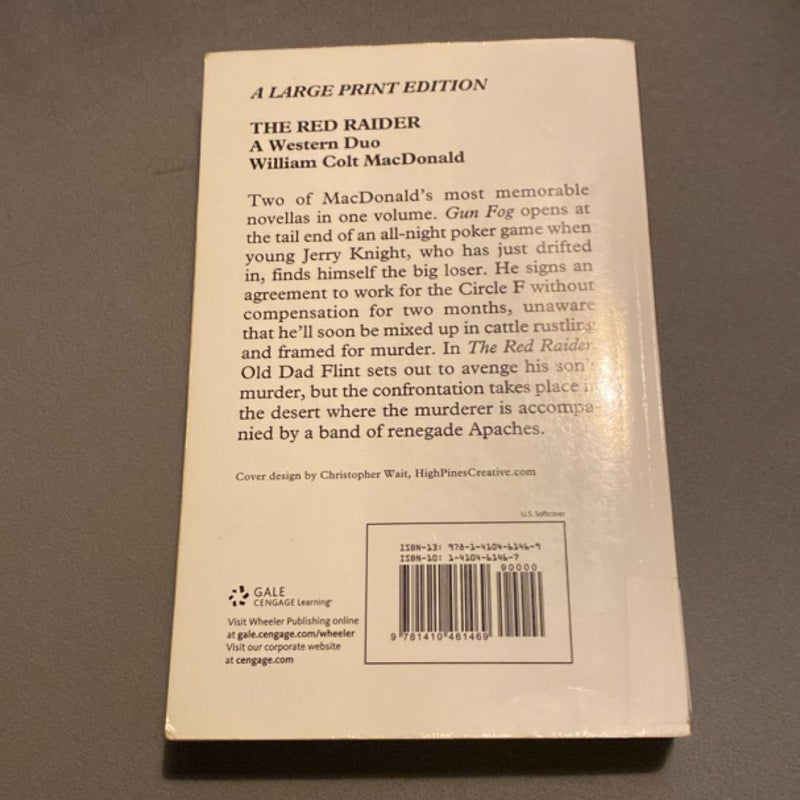 A LARGE PRINT EDITION
THE RED RAIDER
A Western Duo
William Colt MacDonald
Two of MacDonald's most memorable
novellas in one volume. Gun Fog opens at
the tail end of an all-night poker game when
young Jerry Knight, who has just drifted
in, finds himself the big loser. He signs an
agreement to work for the Circle F without
compensation for two months, unaware
that he'll soon be mixed up in cattle rustling
and framed for murder. In The Red Raider
Old Dad Flint sets out to avenge his son's
murder, but the confrontation takes place in
the desert where the murderer is accompa-
nied by a band of renegade Apaches.
Cover design by Christopher Wait, HighPinesCreative.com
U.S. Softcover
ISBN-13: 978-1-4104-6146-9
ISBN-10: 1-4104-6146-7
90000
9 781410 461469
GALE
CENGAGE Learning
Visit Wheeler Publishing online
at gale.cengage.com/wheeler
Visit our corporate website
at cengage.com